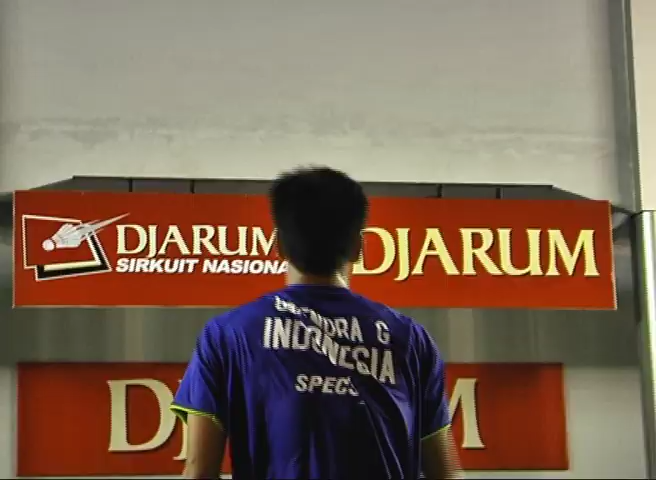 DJARUM
SIRKUIT NASIONA
DJARUM
G
INDONESIA
SPECS
D
M